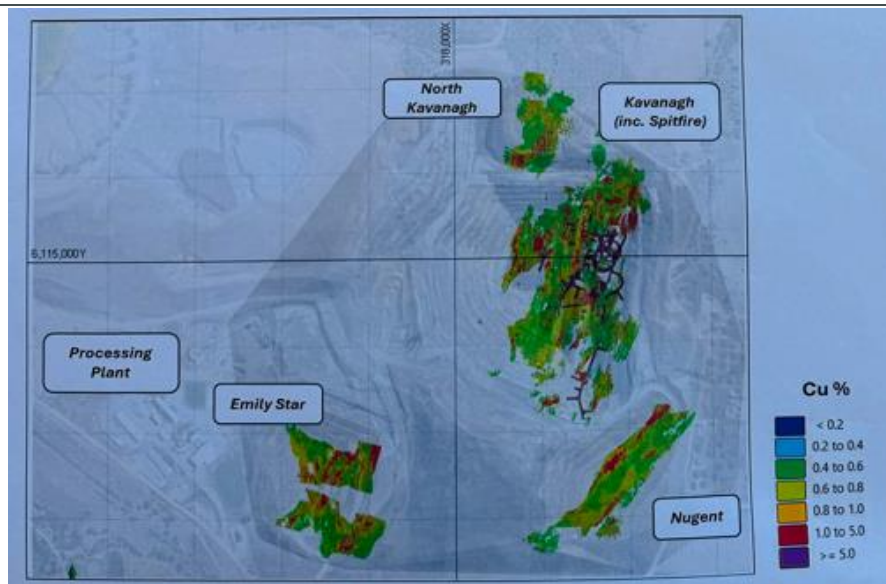 318,000X
North
Kavanagh
Kavanagh
(inc. Spitfire)
6,115,000Y
Processing
Plant
Emily Star
Nugent
Cu %
< 0.2
0.2 to 0.4
0.4 to 0.6
0.6 to 0.8
0.8 to 1.0
1.0 to 5.0
>= 5.0